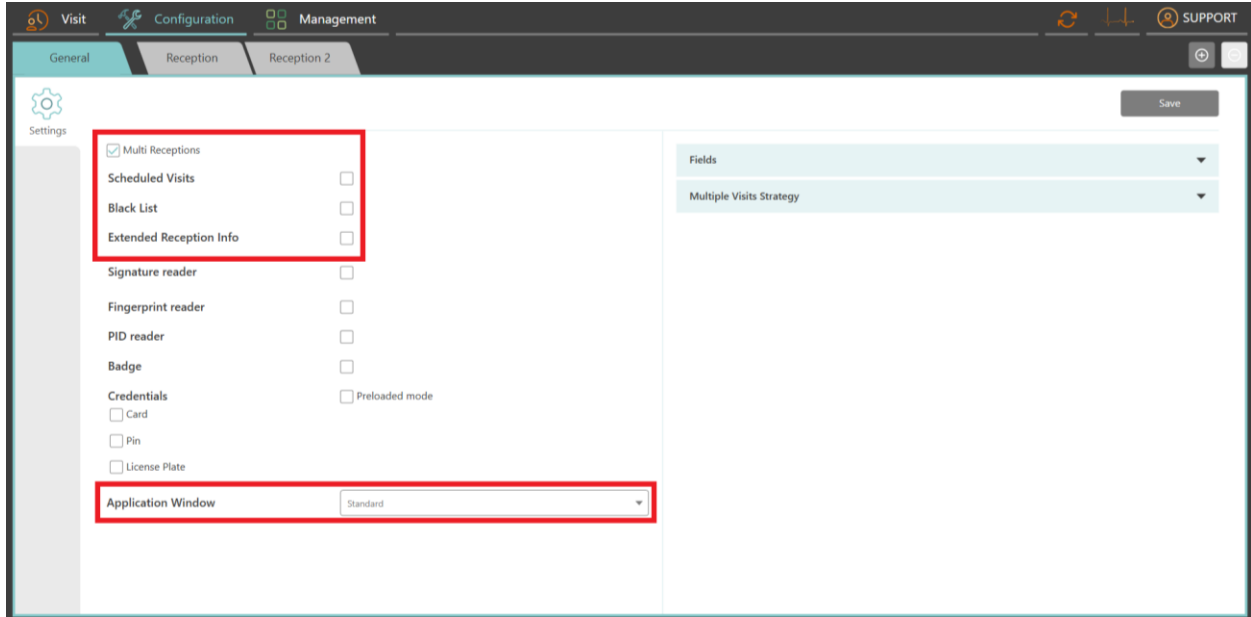 Visit Configuration Management SUPPORT
General Reception Reception 2
Save
Settings
Multi Receptions
Scheduled Visits
Black List
Extended Reception Info
Signature reader
Fingerprint reader
PID reader
Badge
Credentials Preloaded mode
Card
Pin
License Plate
Application Window Standard
Fields
Multiple Visits Strategy